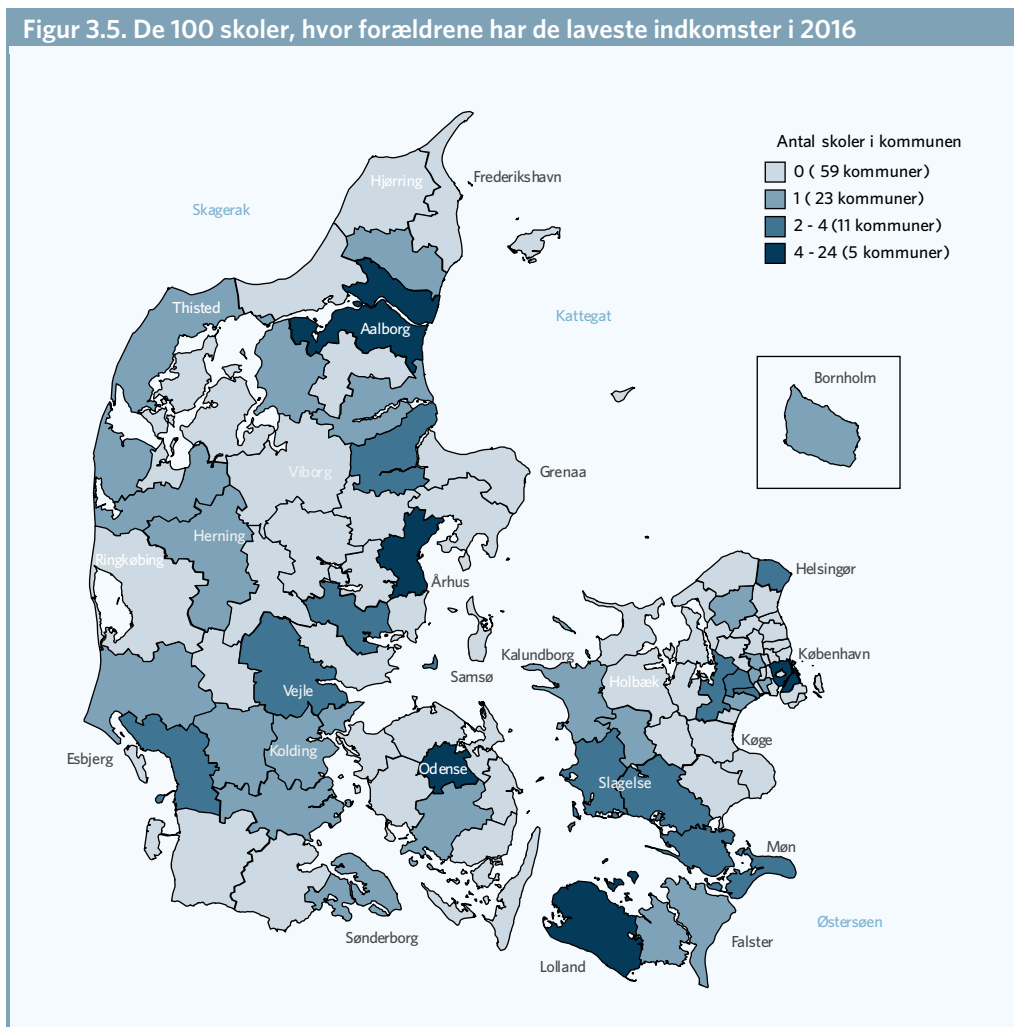 Figur 3.5. De 100 skoler, hvor forældrene har de laveste indkomster i 2016
Antal skoler i kommunen
0 ( 59 kommuner)
1 ( 23 kommuner)
2 - 4 (11 kommuner)
4 - 24 (5 kommuner)
Hjørring
Frederikshavn
Skagerak
Thisted
Aalborg
Kattegat
Bornholm
Viborg
Grenaa
Herning
Ringkøbing
Århus
Helsingør
København
Kalundborg
Samsø
Holbæk
Vejle
Køge
Kolding
Esbjerg
Odense
Slagelse
Møn
Østersøen
Sønderborg
Falster
Lolland